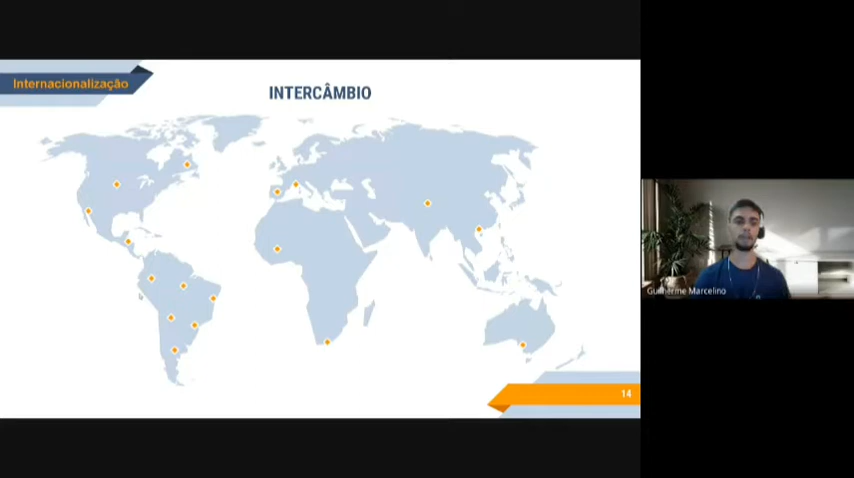 Internacionalização
INTERCÂMBIO
Guilherme Marcelino
14